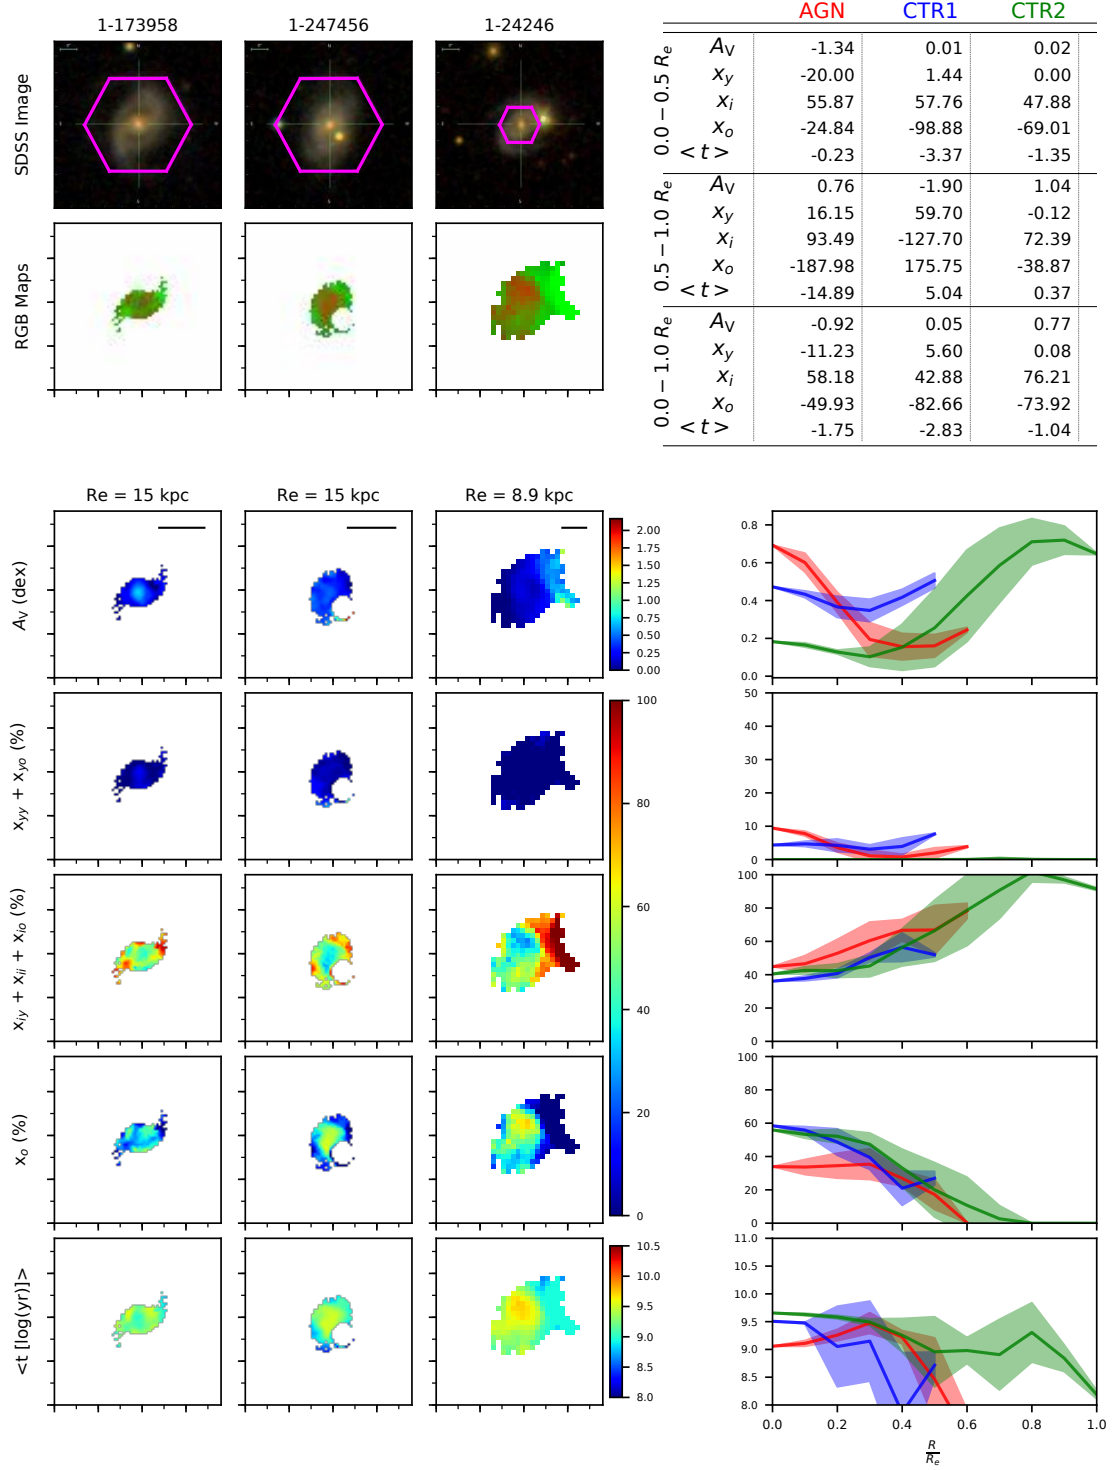 1-173958 1-247456 1-24246
SDSS Image
RGB Maps
AGN CTR1 CTR2
0.0 − 0.5 Re
AV -1.34 0.01 0.02
xy -20.00 1.44 0.00
xi 55.87 57.76 47.88
xo -24.84 -98.88 -69.01
<t> -0.23 -3.37 -1.35
0.5 − 1.0 Re
AV 0.76 -1.90 1.04
xy 16.15 59.70 -0.12
xi 93.49 -127.70 72.39
xo -187.98 175.75 -38.87
<t> -14.89 5.04 0.37
0.0 − 1.0 Re
AV -0.92 0.05 0.77
xy -11.23 5.60 0.08
xi 58.18 42.88 76.21
xo -49.93 -82.66 -73.92
<t> -1.75 -2.83 -1.04
Re = 15 kpc Re = 15 kpc Re = 8.9 kpc
AV (dex)
2.00
1.75
1.50
1.25
1.00
0.75
0.50
0.25
0.00
0.8
0.6
0.4
0.2
0.0
xyy + xyo (%)
100
80
60
40
20
0
50
40
30
20
10
0
xiy + xii + xio (%)
100
80
60
40
20
0
xo (%)
100
80
60
40
20
0
<t [log(yr)]>
10.5
10.0
9.5
9.0
8.5
8.0
11.0
10.5
10.0
9.5
9.0
8.5
8.0
0.0 0.2 0.4 0.6 0.8 1.0
R
Re